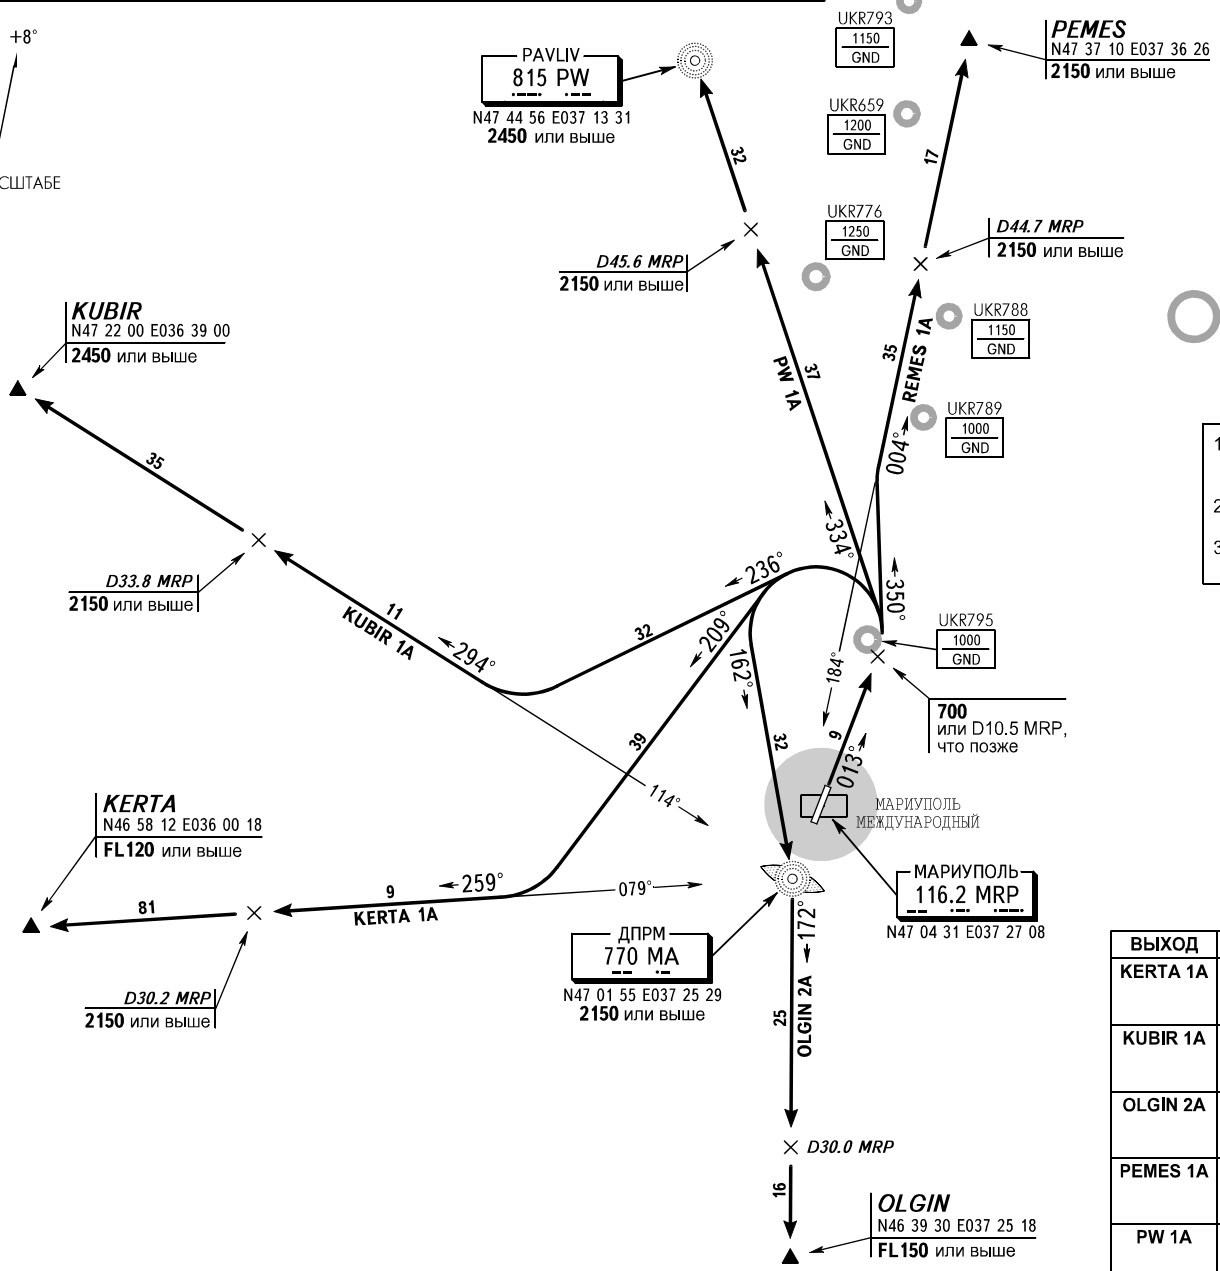 +8°
СШТАБЕ
PAVLIV
815 PW
N47 44 56 E037 13 31
2450 или выше
UKR793
1150
GND
UKR659
1200
GND
UKR776
1250
GND
PEMES
N47 37 10 E037 36 26
2150 или выше
32
17
D45.6 MRP
2150 или выше
D44.7 MRP
2150 или выше
KUBIR
N47 22 00 E036 39 00
2450 или выше
UKR788
1150
GND
PW 1A
37
35
REMES 1A
UKR789
1000
GND
004°
1
2
3
35
334°
D33.8 MRP
2150 или выше
236°
350°
11
KUBIR 1A
294°
32
209°
162°
184°
UKR795
1000
GND
700
или D10.5 MRP,
что позже
39
32
9
013°
114°
МАРИУПОЛЬ
МЕЖДУНАРОДНЫЙ
KERTA
N46 58 12 E036 00 18
FL120 или выше
81
9
KERTA 1A
259°
079°
МАРИУПОЛЬ
116.2 MRP
N47 04 31 E037 27 08
ДПРМ
770 MA
N47 01 55 E037 25 29
2150 или выше
172°
D30.2 MRP
2150 или выше
25
OLGIN 2A
D30.0 MRP
16
OLGIN
N46 39 30 E037 25 18
FL150 или выше
ВЫХОД
KERTA 1A
KUBIR 1A
OLGIN 2A
PEMES 1A
PW 1A